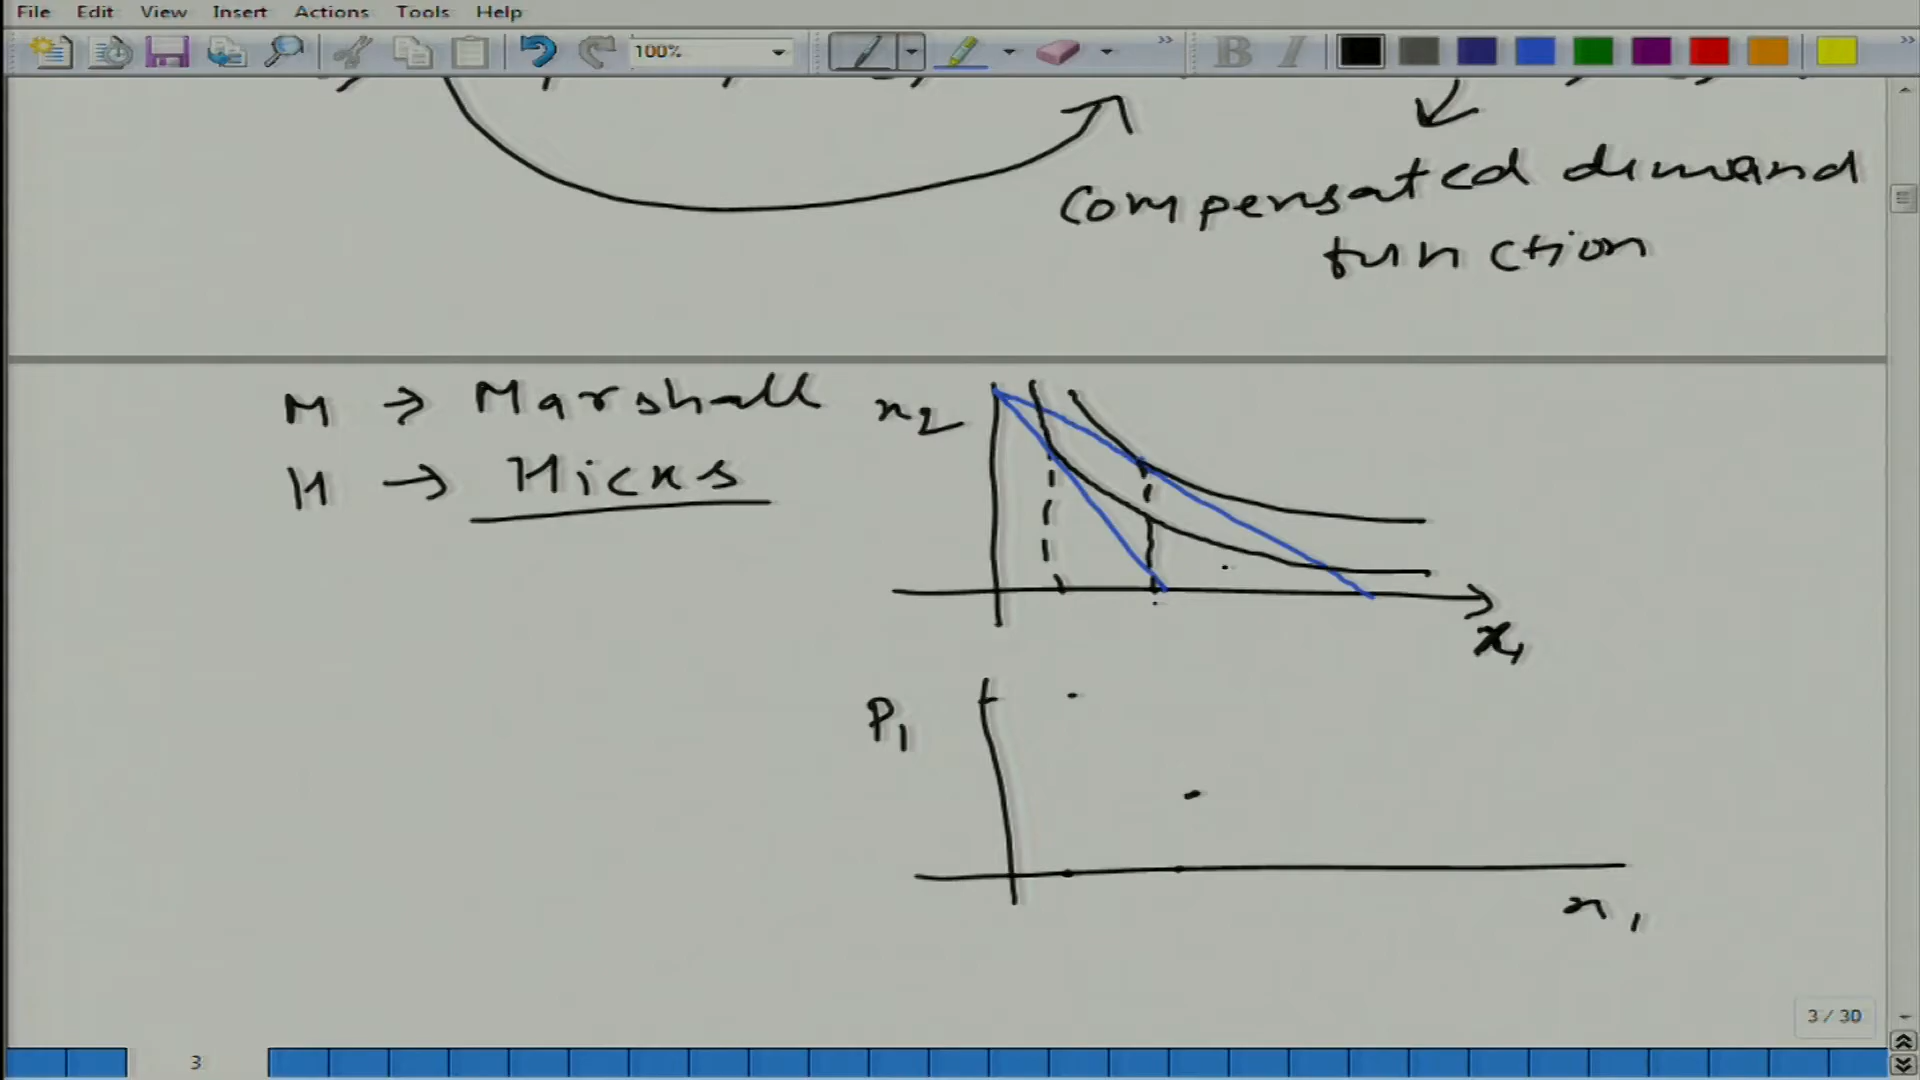 File Edit View Insert Actions Tools Help
100%
B I
Compensated demand
function
M → Marshall
H → Hicks
x2
x1
P1
x1
3 / 30
3